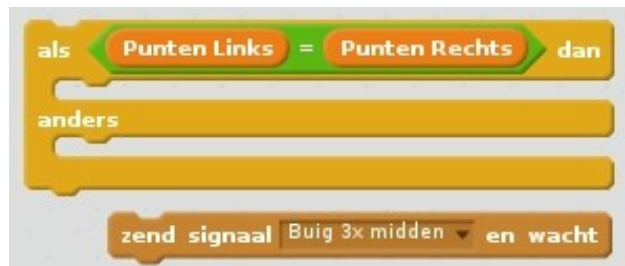 als Punten Links = Punten Rechts dan
anders
zend signaal Buig 3x midden en wacht